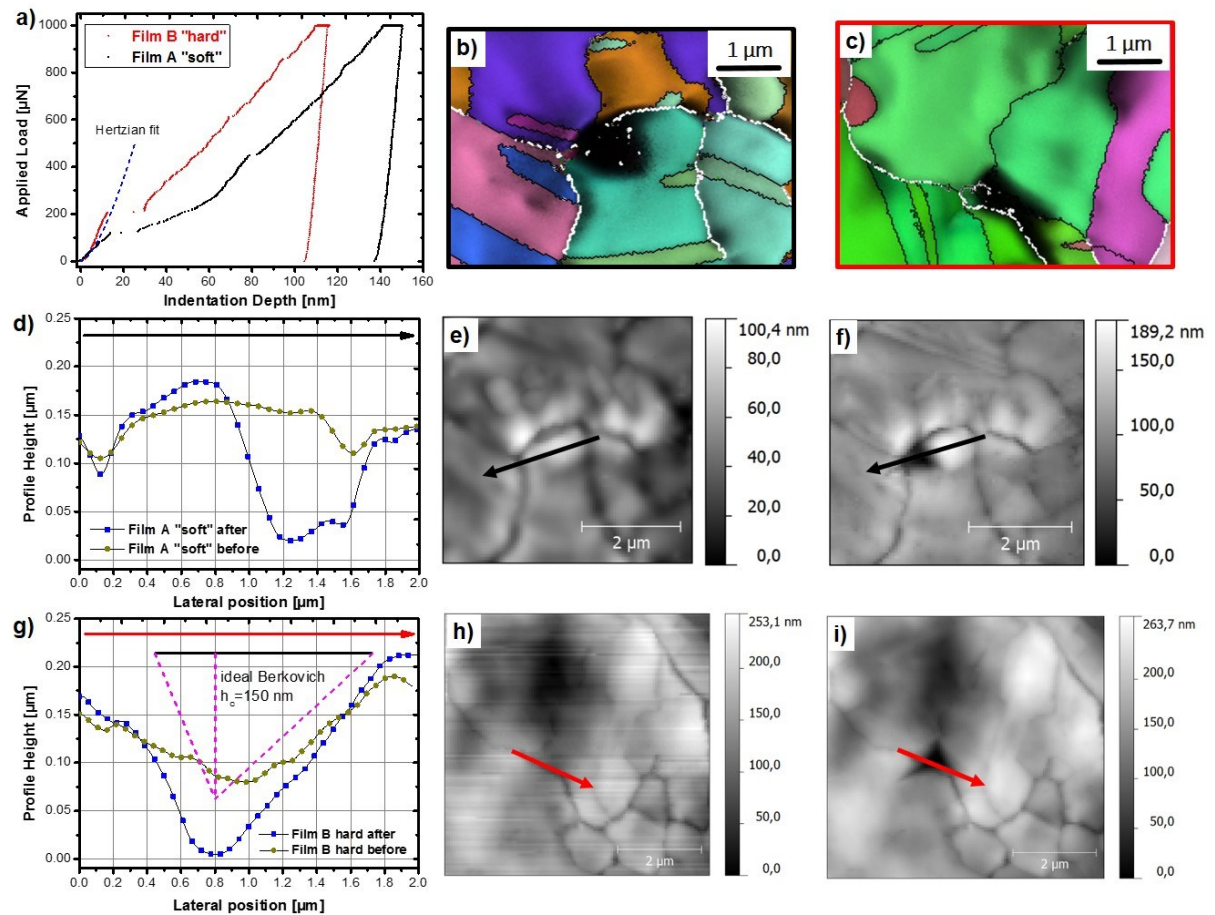 a)
1000
800
600
400
200
0
Applied Load [µN]
Film B "hard"
Film A "soft"
Hertzian fit
0 20 40 60 80 100 120 140 160
Indentation Depth [nm]
b)
1 µm
c)
1 µm
d)
0.25
0.20
0.15
0.10
0.05
0.00
Profile Height [µm]
Film A "soft" after
Film A "soft" before
0.0 0.2 0.4 0.6 0.8 1.0 1.2 1.4 1.6 1.8 2.0
Lateral position [µm]
e)
2 µm
100,4 nm
80,0
60,0
40,0
20,0
0,0
f)
2 µm
189,2 nm
150,0
100,0
50,0
0,0
g)
0.25
0.20
0.15
0.10
0.05
0.00
Profile Height [µm]
ideal Berkovich
hc=150 nm
Film B hard after
Film B hard before
0.0 0.2 0.4 0.6 0.8 1.0 1.2 1.4 1.6 1.8 2.0
Lateral position [µm]
h)
2 µm
253,1 nm
200,0
150,0
100,0
50,0
0,0
i)
2 µm
263,7 nm
200,0
150,0
100,0
50,0
0,0